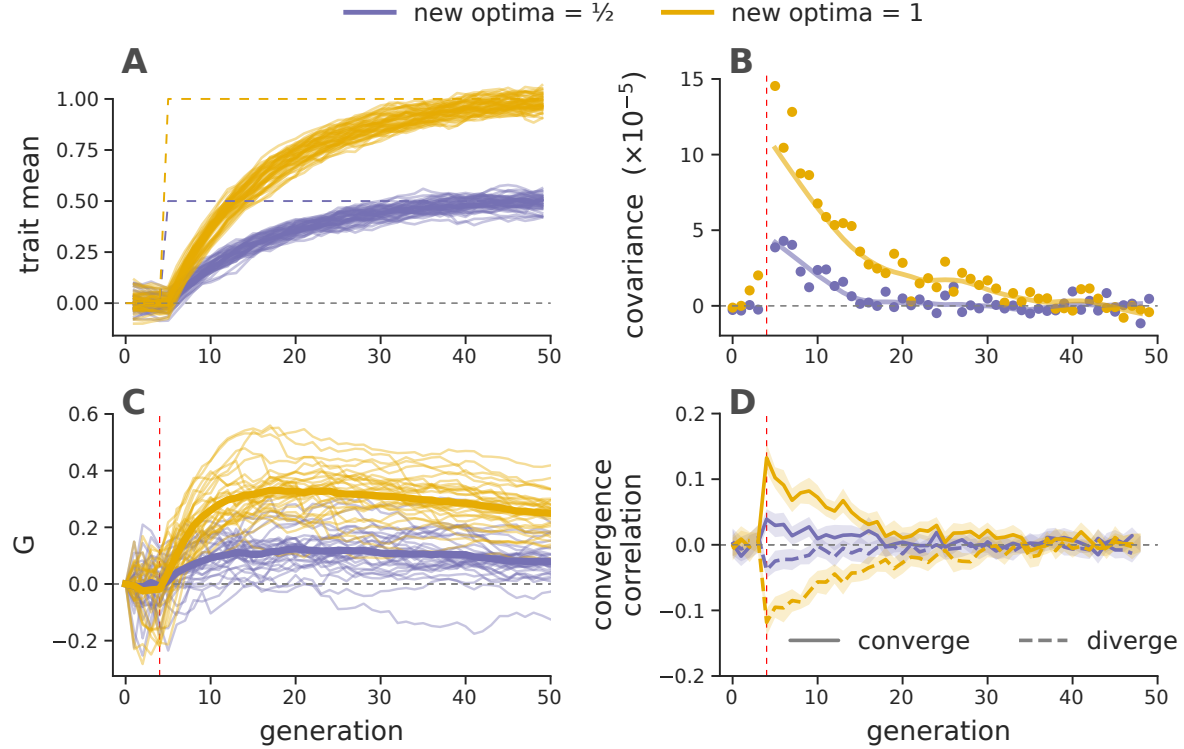 new optima = ½ new optima = 1
A
trait mean
1.00
0.75
0.50
0.25
0.00
0 10 20 30 40 50
B
covariance (×10⁻⁵)
15
10
5
0
0 10 20 30 40 50
C
G
0.6
0.4
0.2
0.0
−0.2
0 10 20 30 40 50
generation
D
convergence
correlation
0.2
0.1
0.0
−0.1
−0.2
converge diverge
0 10 20 30 40 50
generation